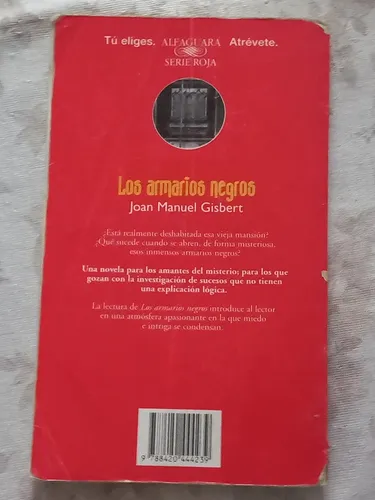 Tú eliges. ALFAGUARA Atrévete.
SERIE ROJA
Los armarios negros
Joan Manuel Gisbert
¿Está realmente deshabitada esa vieja mansión?
¿Qué sucede cuando se abren, de forma misteriosa,
esos inmensos armarios negros?
Una novela para los amantes del misterio; para los que
gozan con la investigación de sucesos que no tienen
una explicación lógica.
La lectura de Los armarios negros introduce al lector
en una atmósfera apasionante en la que miedo
e intriga se condensan.
9 788420 444239